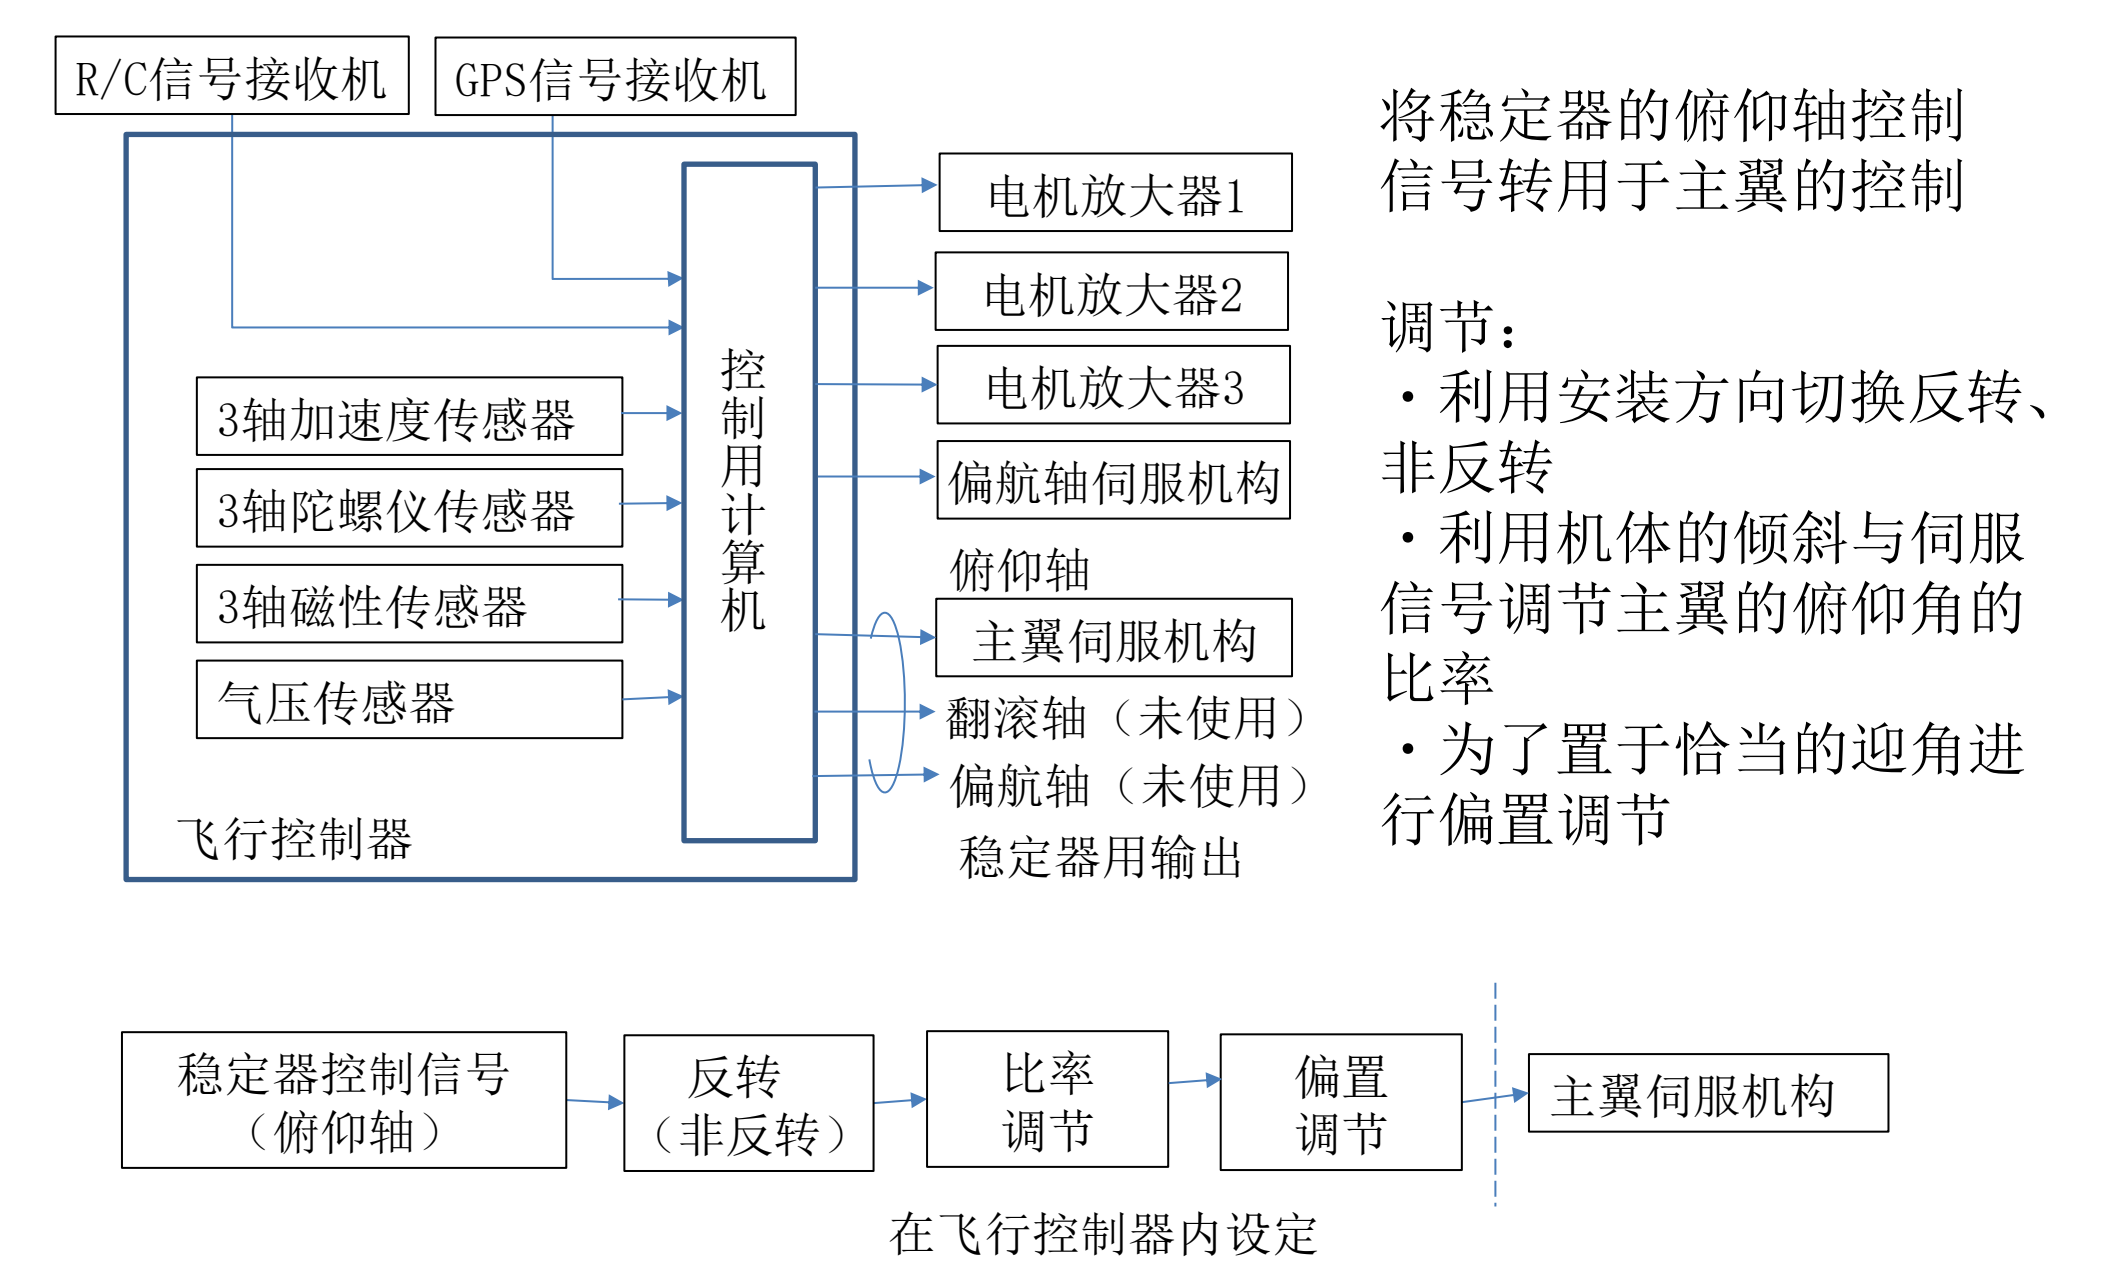 R/C信号接收机
GPS信号接收机
将稳定器的俯仰轴控制
信号转用于主翼的控制
调节：
・利用安装方向切换反转、
非反转
・利用机体的倾斜与伺服
信号调节主翼的俯仰角的
比率
・为了置于恰当的迎角进
行偏置调节
3轴加速度传感器
3轴陀螺仪传感器
3轴磁性传感器
气压传感器
飞行控制器
控制用计算机
电机放大器1
电机放大器2
电机放大器3
偏航轴伺服机构
俯仰轴
主翼伺服机构
翻滚轴（未使用）
偏航轴（未使用）
稳定器用输出
稳定器控制信号
（俯仰轴）
反转
（非反转）
比率
调节
偏置
调节
主翼伺服机构
在飞行控制器内设定